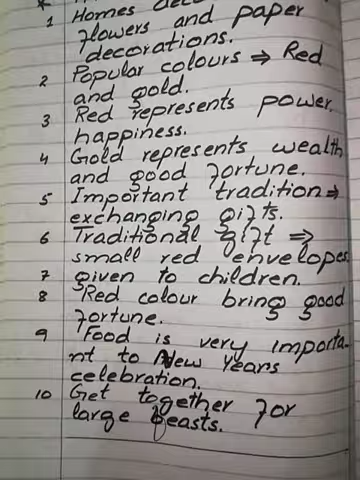 1 Homes
flowers and paper
decorations.
2 Popular colours ⇒ Red
and gold.
3 Red represents power,
happiness.
4 Gold represents wealth
and good fortune.
5 Important tradition ⇒
exchanging gifts.
6 Traditional gift ⇒
small red envelopes
7 given to children.
8 Red colour bring good
fortune.
9 Food is very importa-
nt to New Years
celebration.
10 Get together for
large feasts.